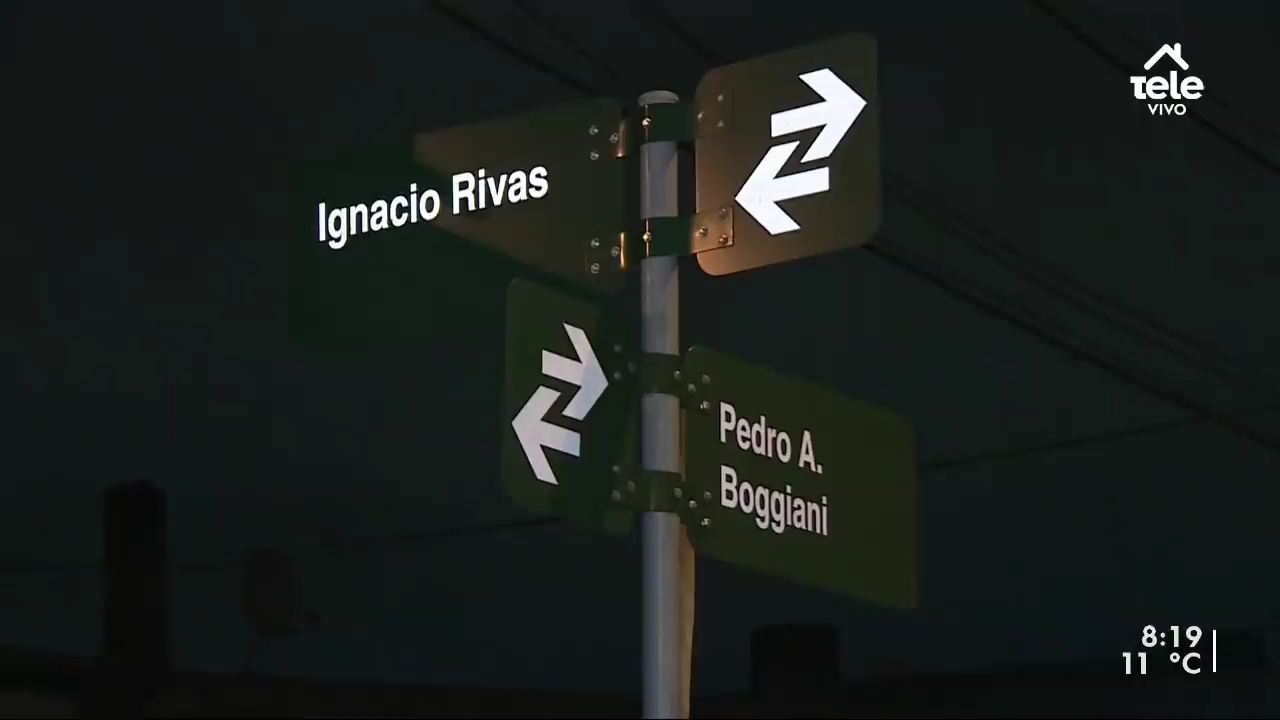 tele
VIVO
Ignacio Rivas
Pedro A.
Boggiani
8:19
11 °C